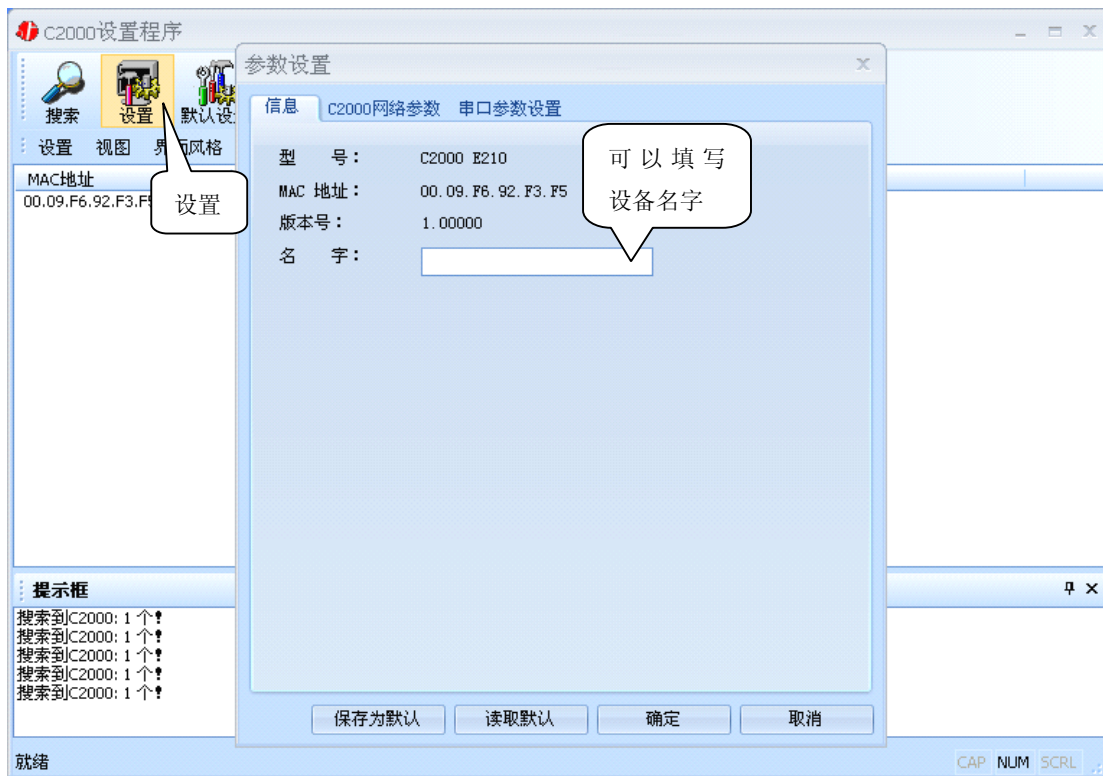 C2000设置程序
搜索
设置
默认设
设置 视图 界面风格
MAC地址
00.09.F6.92.F3.F5
设置
参数设置
信息 C2000网络参数 串口参数设置
型 号： C2000 E210
MAC 地址： 00.09.F6.92.F3.F5
版本号： 1.00000
名 字：
可以填写
设备名字
保存为默认 读取默认 确定 取消
提示框
搜索到C2000: 1 个!
搜索到C2000: 1 个!
搜索到C2000: 1 个!
搜索到C2000: 1 个!
搜索到C2000: 1 个!
就绪
CAP NUM SCRL